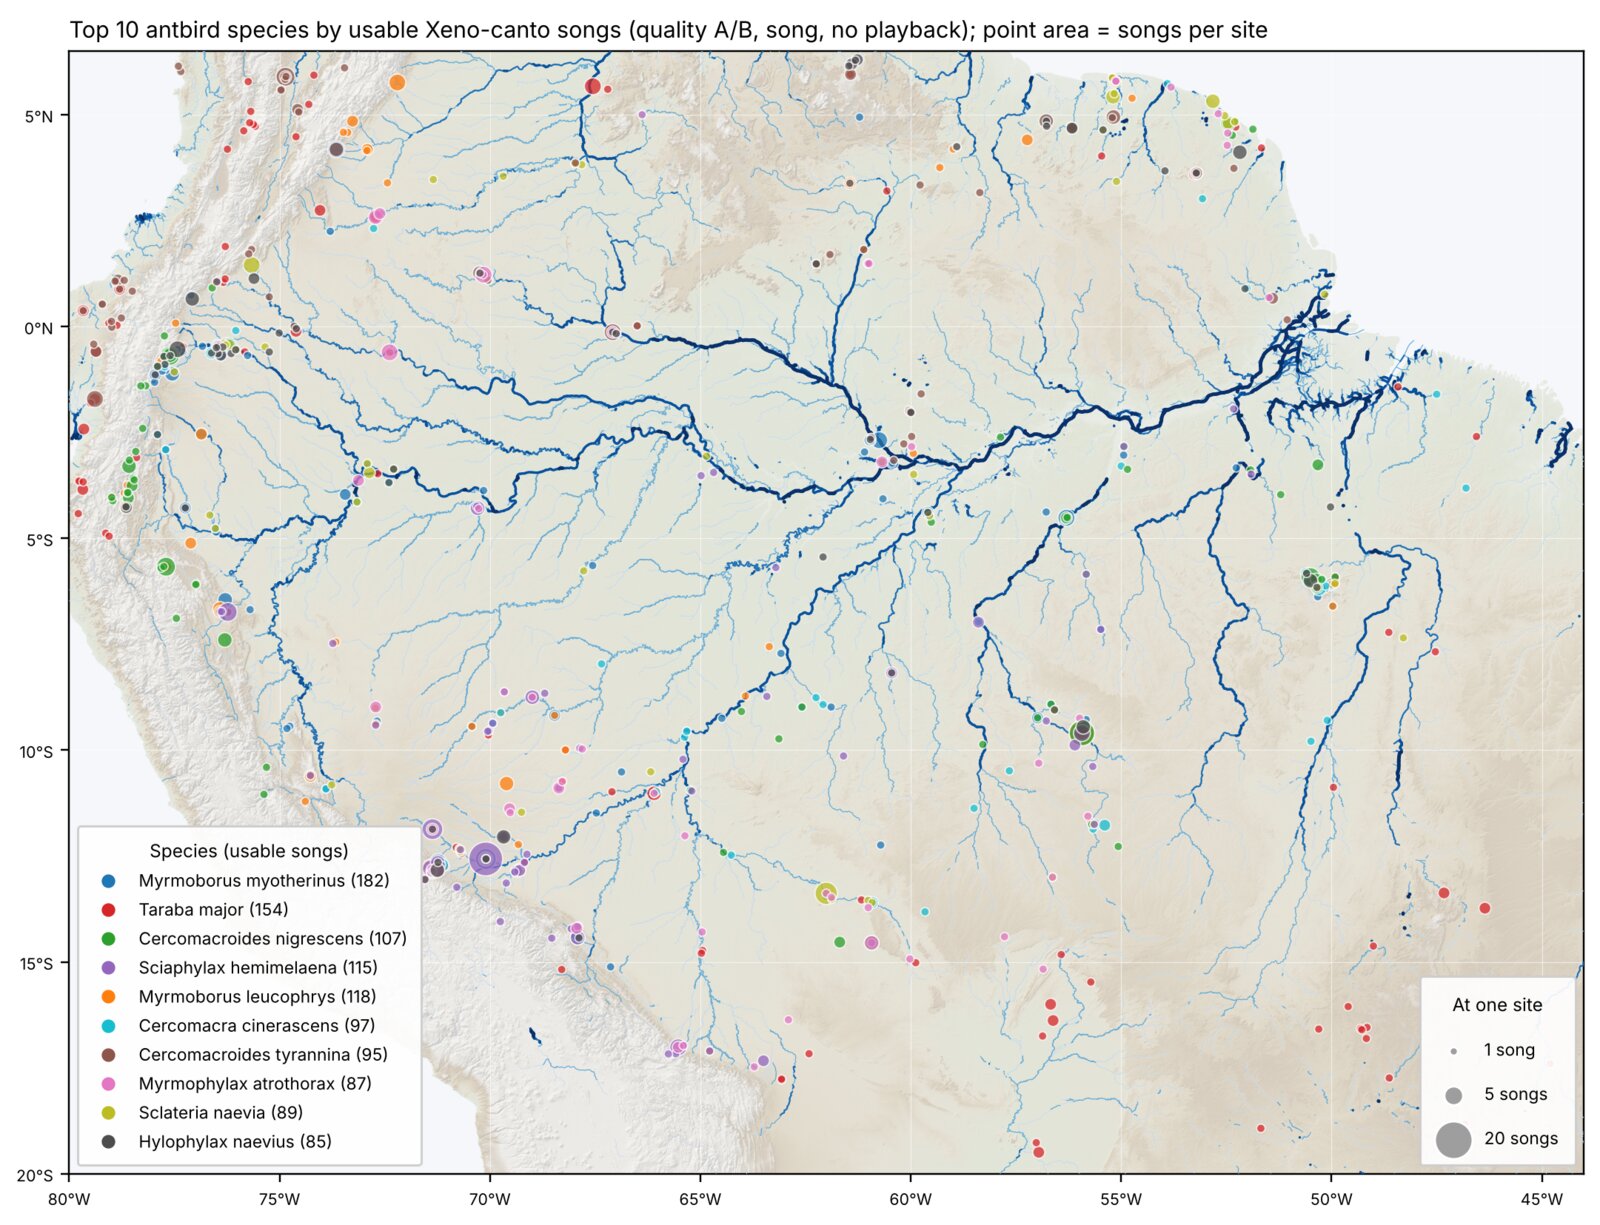 Top 10 antbird species by usable Xeno-canto songs (quality A/B, song, no playback); point area = songs per site
5°N
0°N
5°S
10°S
15°S
20°S
Species (usable songs)
Myrmoborus myotherinus (182)
Taraba major (154)
Cercomacroides nigrescens (107)
Sciaphylax hemimelaena (115)
Myrmoborus leucophrys (118)
Cercomacra cinerascens (97)
Cercomacroides tyrannina (95)
Myrmophylax atrothorax (87)
Sclateria naevia (89)
Hylophylax naevius (85)
At one site
1 song
5 songs
20 songs
80°W 75°W 70°W 65°W 60°W 55°W 50°W 45°W